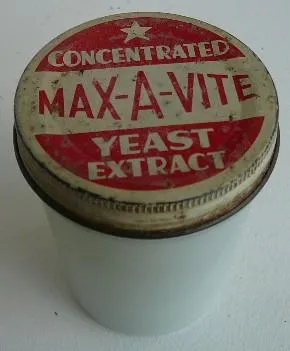 CONCENTRATED
MAX-A-VITE
YEAST
EXTRACT